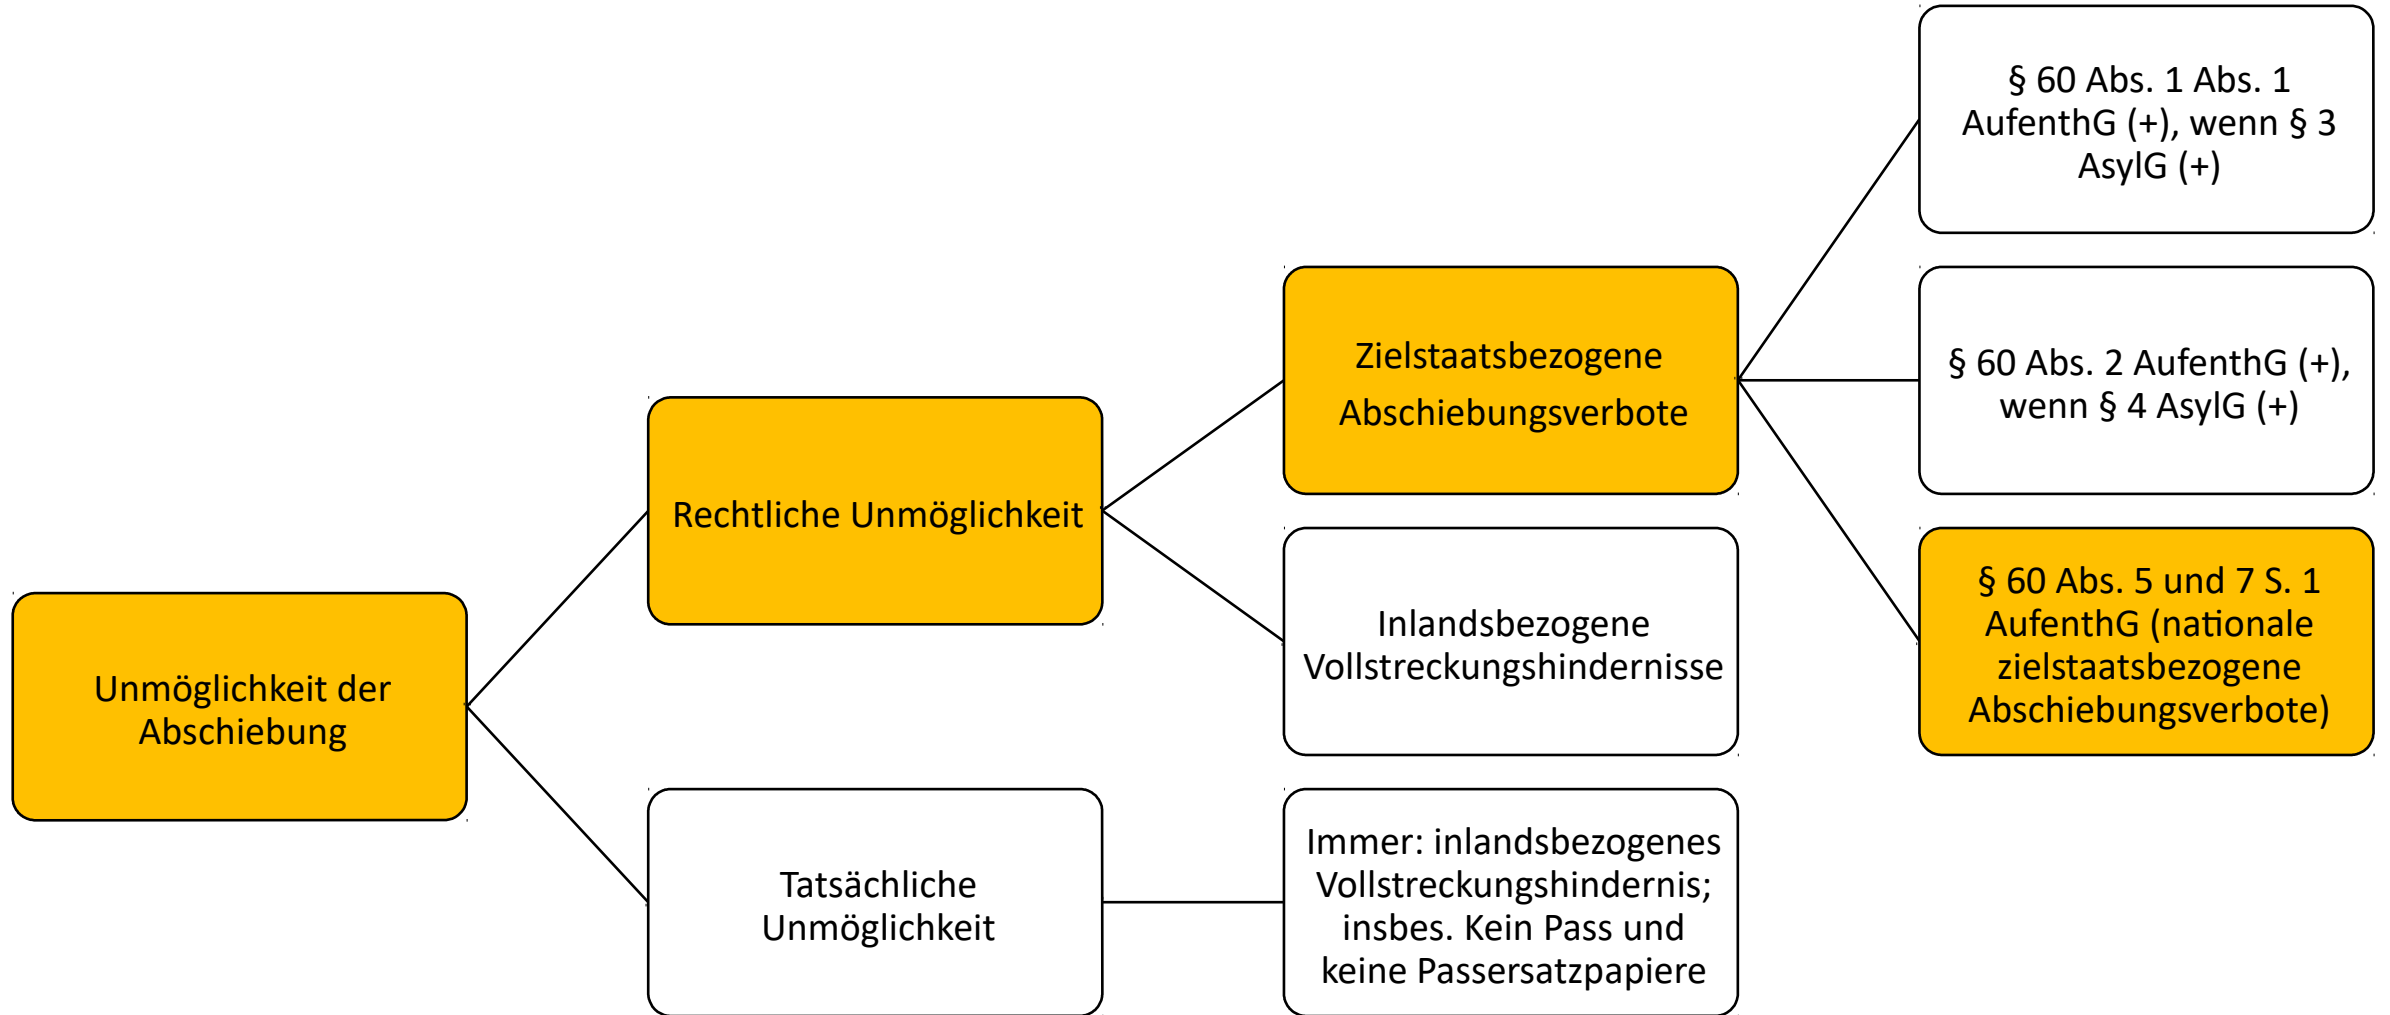 Unmöglichkeit der
Abschiebung
Rechtliche Unmöglichkeit
Tatsächliche
Unmöglichkeit
Zielstaatsbezogene
Abschiebungsverbote
Inlandsbezogene
Vollstreckungshindernisse
Immer: inlandsbezogenes
Vollstreckungshindernis;
insbes. Kein Pass und
keine Passersatzpapiere
§ 60 Abs. 1 Abs. 1
AufenthG (+), wenn § 3
AsylG (+)
§ 60 Abs. 2 AufenthG (+),
wenn § 4 AsylG (+)
§ 60 Abs. 5 und 7 S. 1
AufenthG (nationale
zielstaatsbezogene
Abschiebungsverbote)